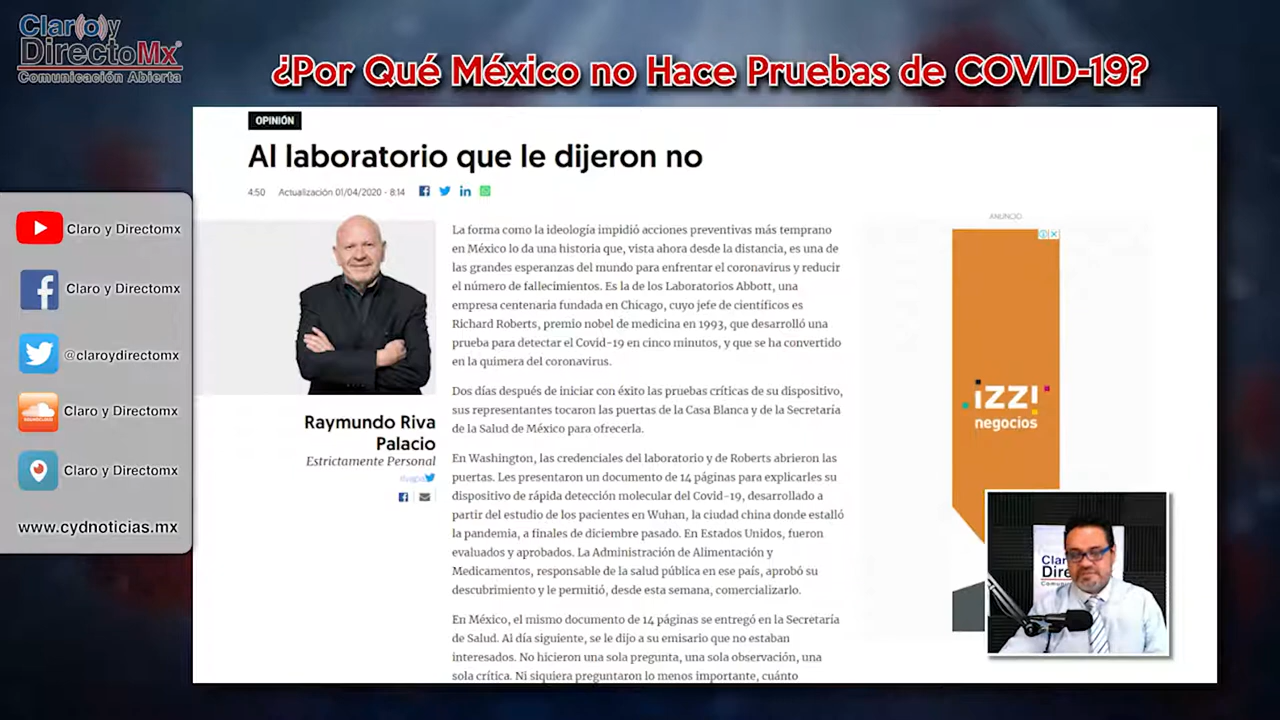 Claro y
DirectoMx
Comunicación Abierta
¿Por Qué México no Hace Pruebas de COVID-19?
OPINIÓN
Al laboratorio que le dijeron no
4:50 Actualización 01/04/2020 - 8:14
Claro y Directomx
Claro y Directomx
@claroydirectomx
SOUNDCLOUD
Claro y Directomx
Claro y Directomx
www.cydnoticias.mx
Raymundo Riva
Palacio
Estrictamente Personal
La forma como la ideología impidió acciones preventivas más temprano
en México lo da una historia que, vista ahora desde la distancia, es una de
las grandes esperanzas del mundo para enfrentar el coronavirus y reducir
el número de fallecimientos. Es la de los Laboratorios Abbott, una
empresa centenaria fundada en Chicago, cuyo jefe de científicos es
Richard Roberts, premio nobel de medicina en 1993, que desarrolló una
prueba para detectar el Covid-19 en cinco minutos, y que se ha convertido
en la quimera del coronavirus.
Dos días después de iniciar con éxito las pruebas críticas de su dispositivo,
sus representantes tocaron las puertas de la Casa Blanca y de la Secretaría
de la Salud de México para ofrecerla.
En Washington, las credenciales del laboratorio y de Roberts abrieron las
puertas. Les presentaron un documento de 14 páginas para explicarles su
dispositivo de rápida detección molecular del Covid-19, desarrollado a
partir del estudio de los pacientes en Wuhan, la ciudad china donde estalló
la pandemia, a finales de diciembre pasado. En Estados Unidos, fueron
evaluados y aprobados. La Administración de Alimentación y
Medicamentos, responsable de la salud pública en ese país, aprobó su
descubrimiento y le permitió, desde esta semana, comercializarlo.
En México, el mismo documento de 14 páginas se entregó en la Secretaría
de Salud. Al día siguiente, se le dijo a su emisario que no estaban
interesados. No hicieron una sola pregunta, una sola observación, una
sola crítica. Ni siquiera preguntaron lo menos importante, cuánto
ANUNCIO
izzi
negocios